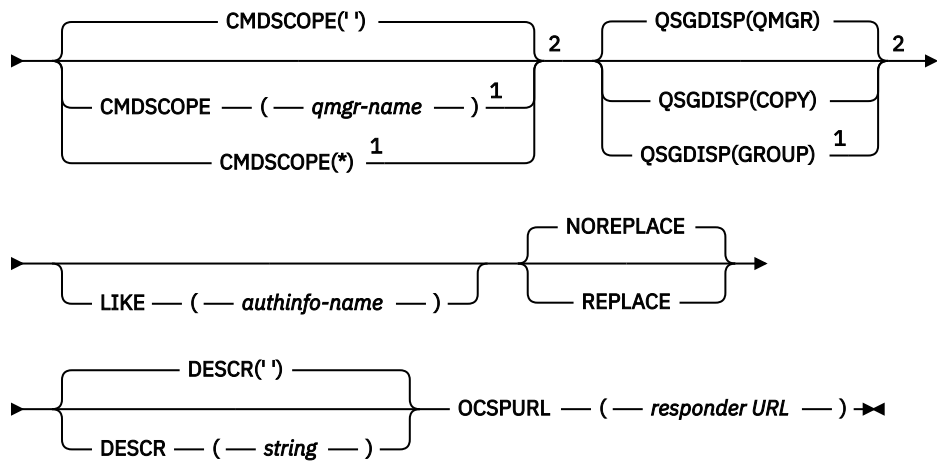 CMDSCOPE(' ') QSGDISP(QMGR)
2 2
CMDSCOPE ( qmgr-name ) 1 QSGDISP(COPY)
CMDSCOPE(*) 1 QSGDISP(GROUP) 1
NOREPLACE
LIKE ( authinfo-name ) REPLACE
DESCR(' ')
OCSPURL ( responder URL )
DESCR ( string )